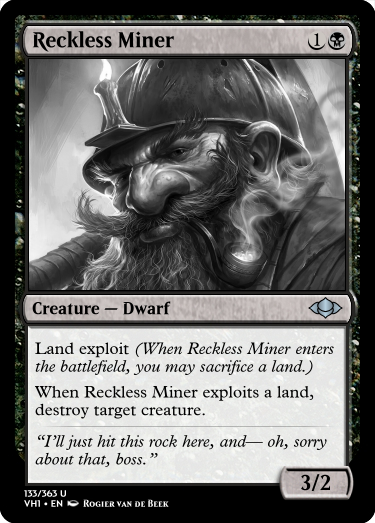 Reckless Miner 1
Creature — Dwarf
Land exploit (When Reckless Miner enters
the battlefield, you may sacrifice a land.)
When Reckless Miner exploits a land,
destroy target creature.
“I’ll just hit this rock here, and— oh, sorry
about that, boss.”
3/2
133/363 U
VH1 • EN Rogier van de Beek